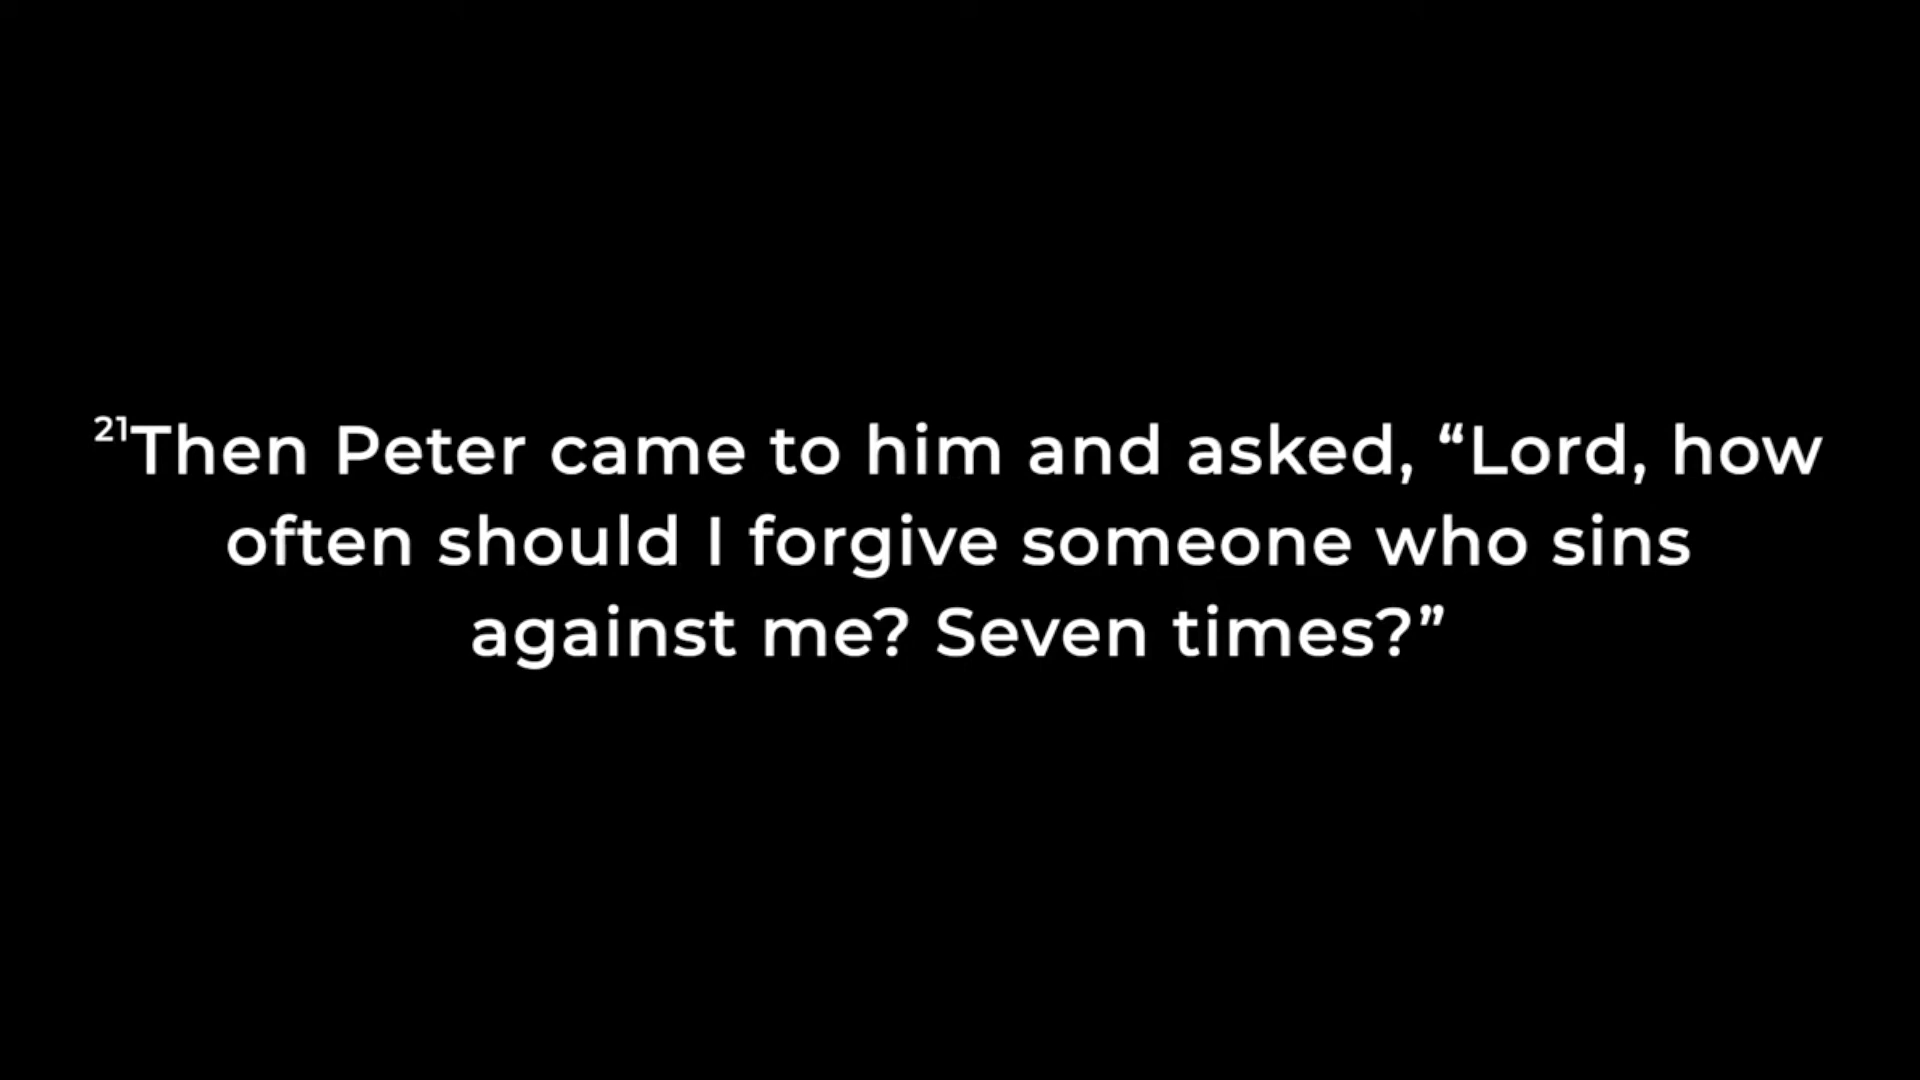 ²¹Then Peter came to him and asked, “Lord, how
often should I forgive someone who sins
against me? Seven times?”